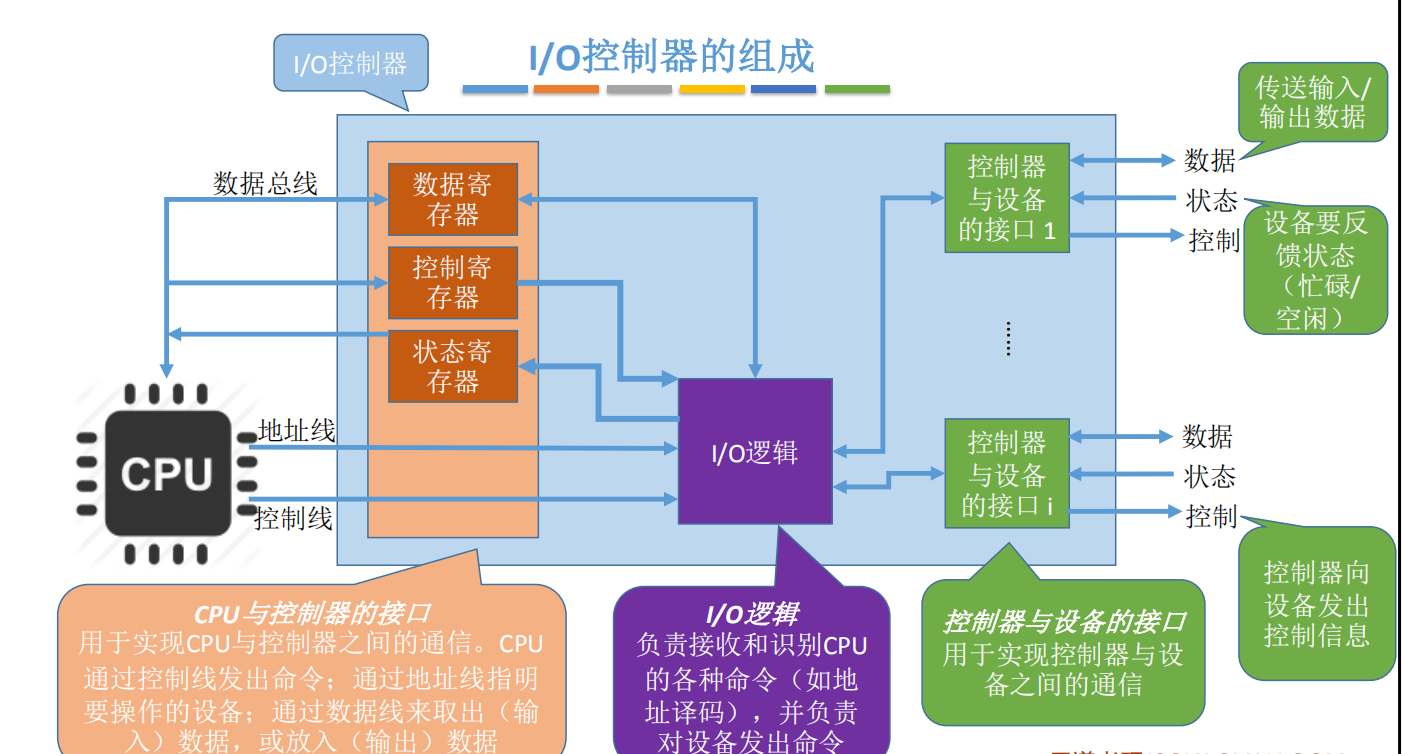 I/O控制器的组成
I/O控制器
传送输入/
输出数据
数据总线
数据寄
存器
控制寄
存器
状态寄
存器
控制器
与设备
的接口 1
数据
状态
控制
设备要反
馈状态
（忙碌/
空闲）
......
CPU
地址线
控制线
I/O逻辑
控制器
与设备
的接口 i
数据
状态
控制
控制器向
设备发出
控制信息
CPU与控制器的接口
用于实现CPU与控制器之间的通信。CPU
通过控制线发出命令；通过地址线指明
要操作的设备；通过数据线来取出（输
入）数据，或放入（输出）数据
I/O逻辑
负责接收和识别CPU
的各种命令（如地
址译码），并负责
对设备发出命令
控制器与设备的接口
用于实现控制器与设
备之间的通信